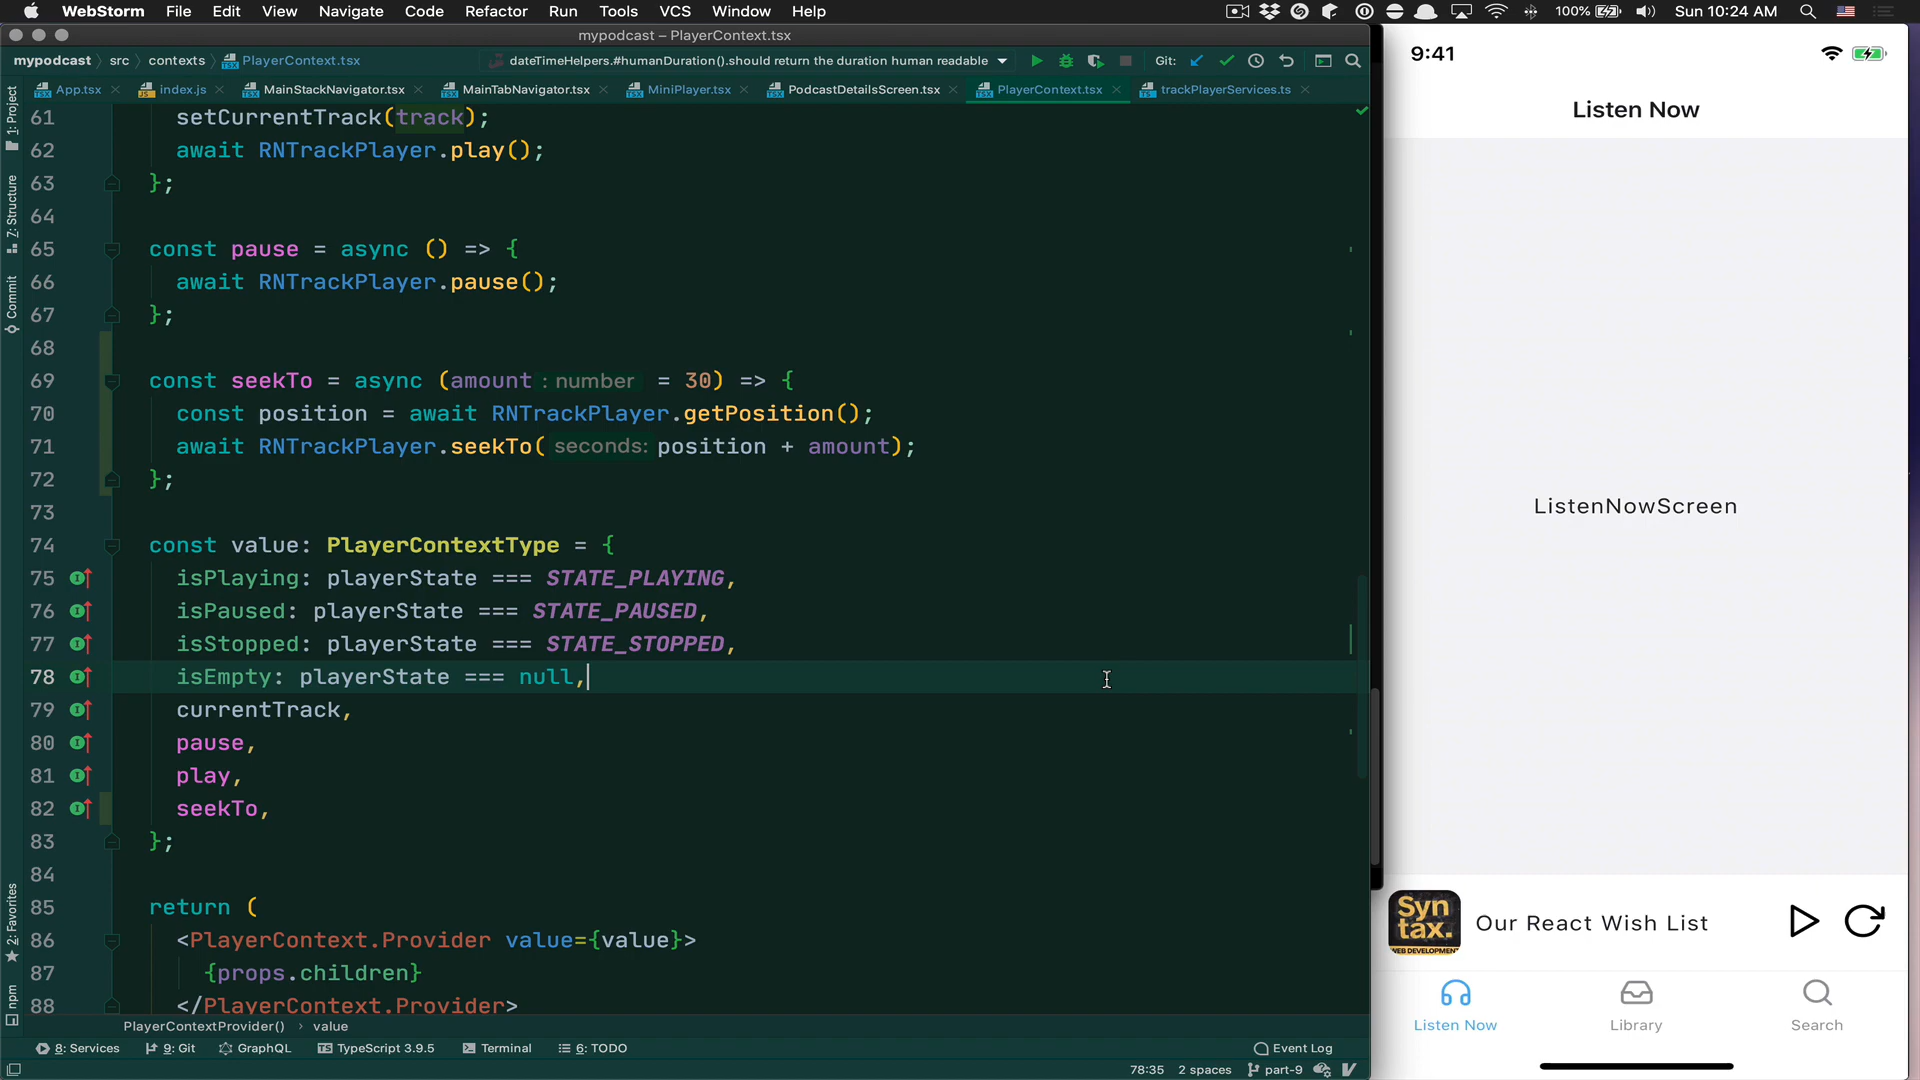 WebStorm File Edit View Navigate Code Refactor Run Tools VCS Window Help 100% Sun 10:24 AM
mypodcast – PlayerContext.tsx
mypodcast src contexts PlayerContext.tsx dateTimeHelpers.#humanDuration().should return the duration human readable Git:
App.tsx index.js MainStackNavigator.tsx MainTabNavigator.tsx MiniPlayer.tsx PodcastDetailsScreen.tsx PlayerContext.tsx trackPlayerServices.ts
1: Project
Z: Structure
Commit
2: Favorites
npm
61 setCurrentTrack(track);
62 await RNTrackPlayer.play();
63 };
64
65 const pause = async () => {
66 await RNTrackPlayer.pause();
67 };
68
69 const seekTo = async (amount : number = 30) => {
70 const position = await RNTrackPlayer.getPosition();
71 await RNTrackPlayer.seekTo( seconds: position + amount);
72 };
73
74 const value: PlayerContextType = {
75 isPlaying: playerState === STATE_PLAYING,
76 isPaused: playerState === STATE_PAUSED,
77 isStopped: playerState === STATE_STOPPED,
78 isEmpty: playerState === null,
79 currentTrack,
80 pause,
81 play,
82 seekTo,
83 };
84
85 return (
86 <PlayerContext.Provider value={value}>
87 {props.children}
88 </PlayerContext.Provider>
PlayerContextProvider() › value
8: Services 9: Git GraphQL TypeScript 3.9.5 Terminal 6: TODO Event Log
78:35 2 spaces part-9
9:41
Listen Now
ListenNowScreen
Syn
tax.
WEB DEVELOPMENT
Our React Wish List
Listen Now Library Search